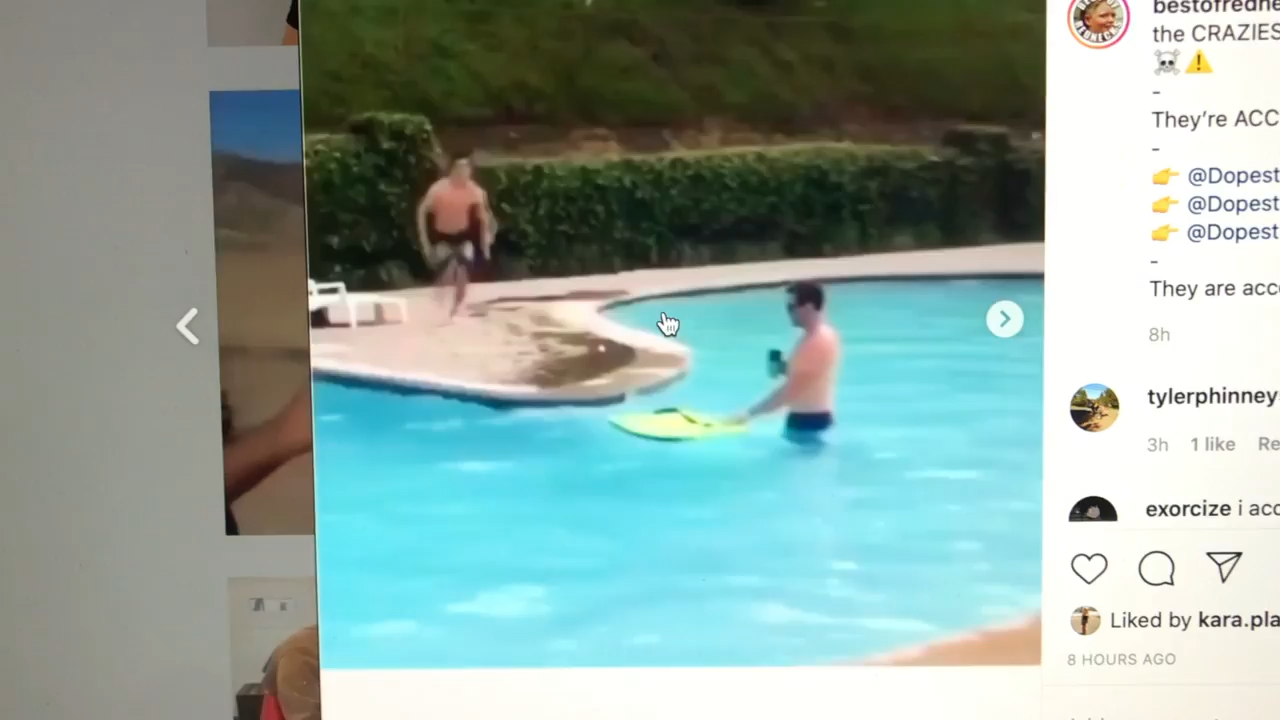 bestofredne
the CRAZIES
☠️⚠️
-
They're ACC
-
👉 @Dopest
👉 @Dopest
👉 @Dopest
-
They are acc
8h
tylerphinney
3h 1 like Re
exorcize i acc
Liked by kara.pla
8 HOURS AGO